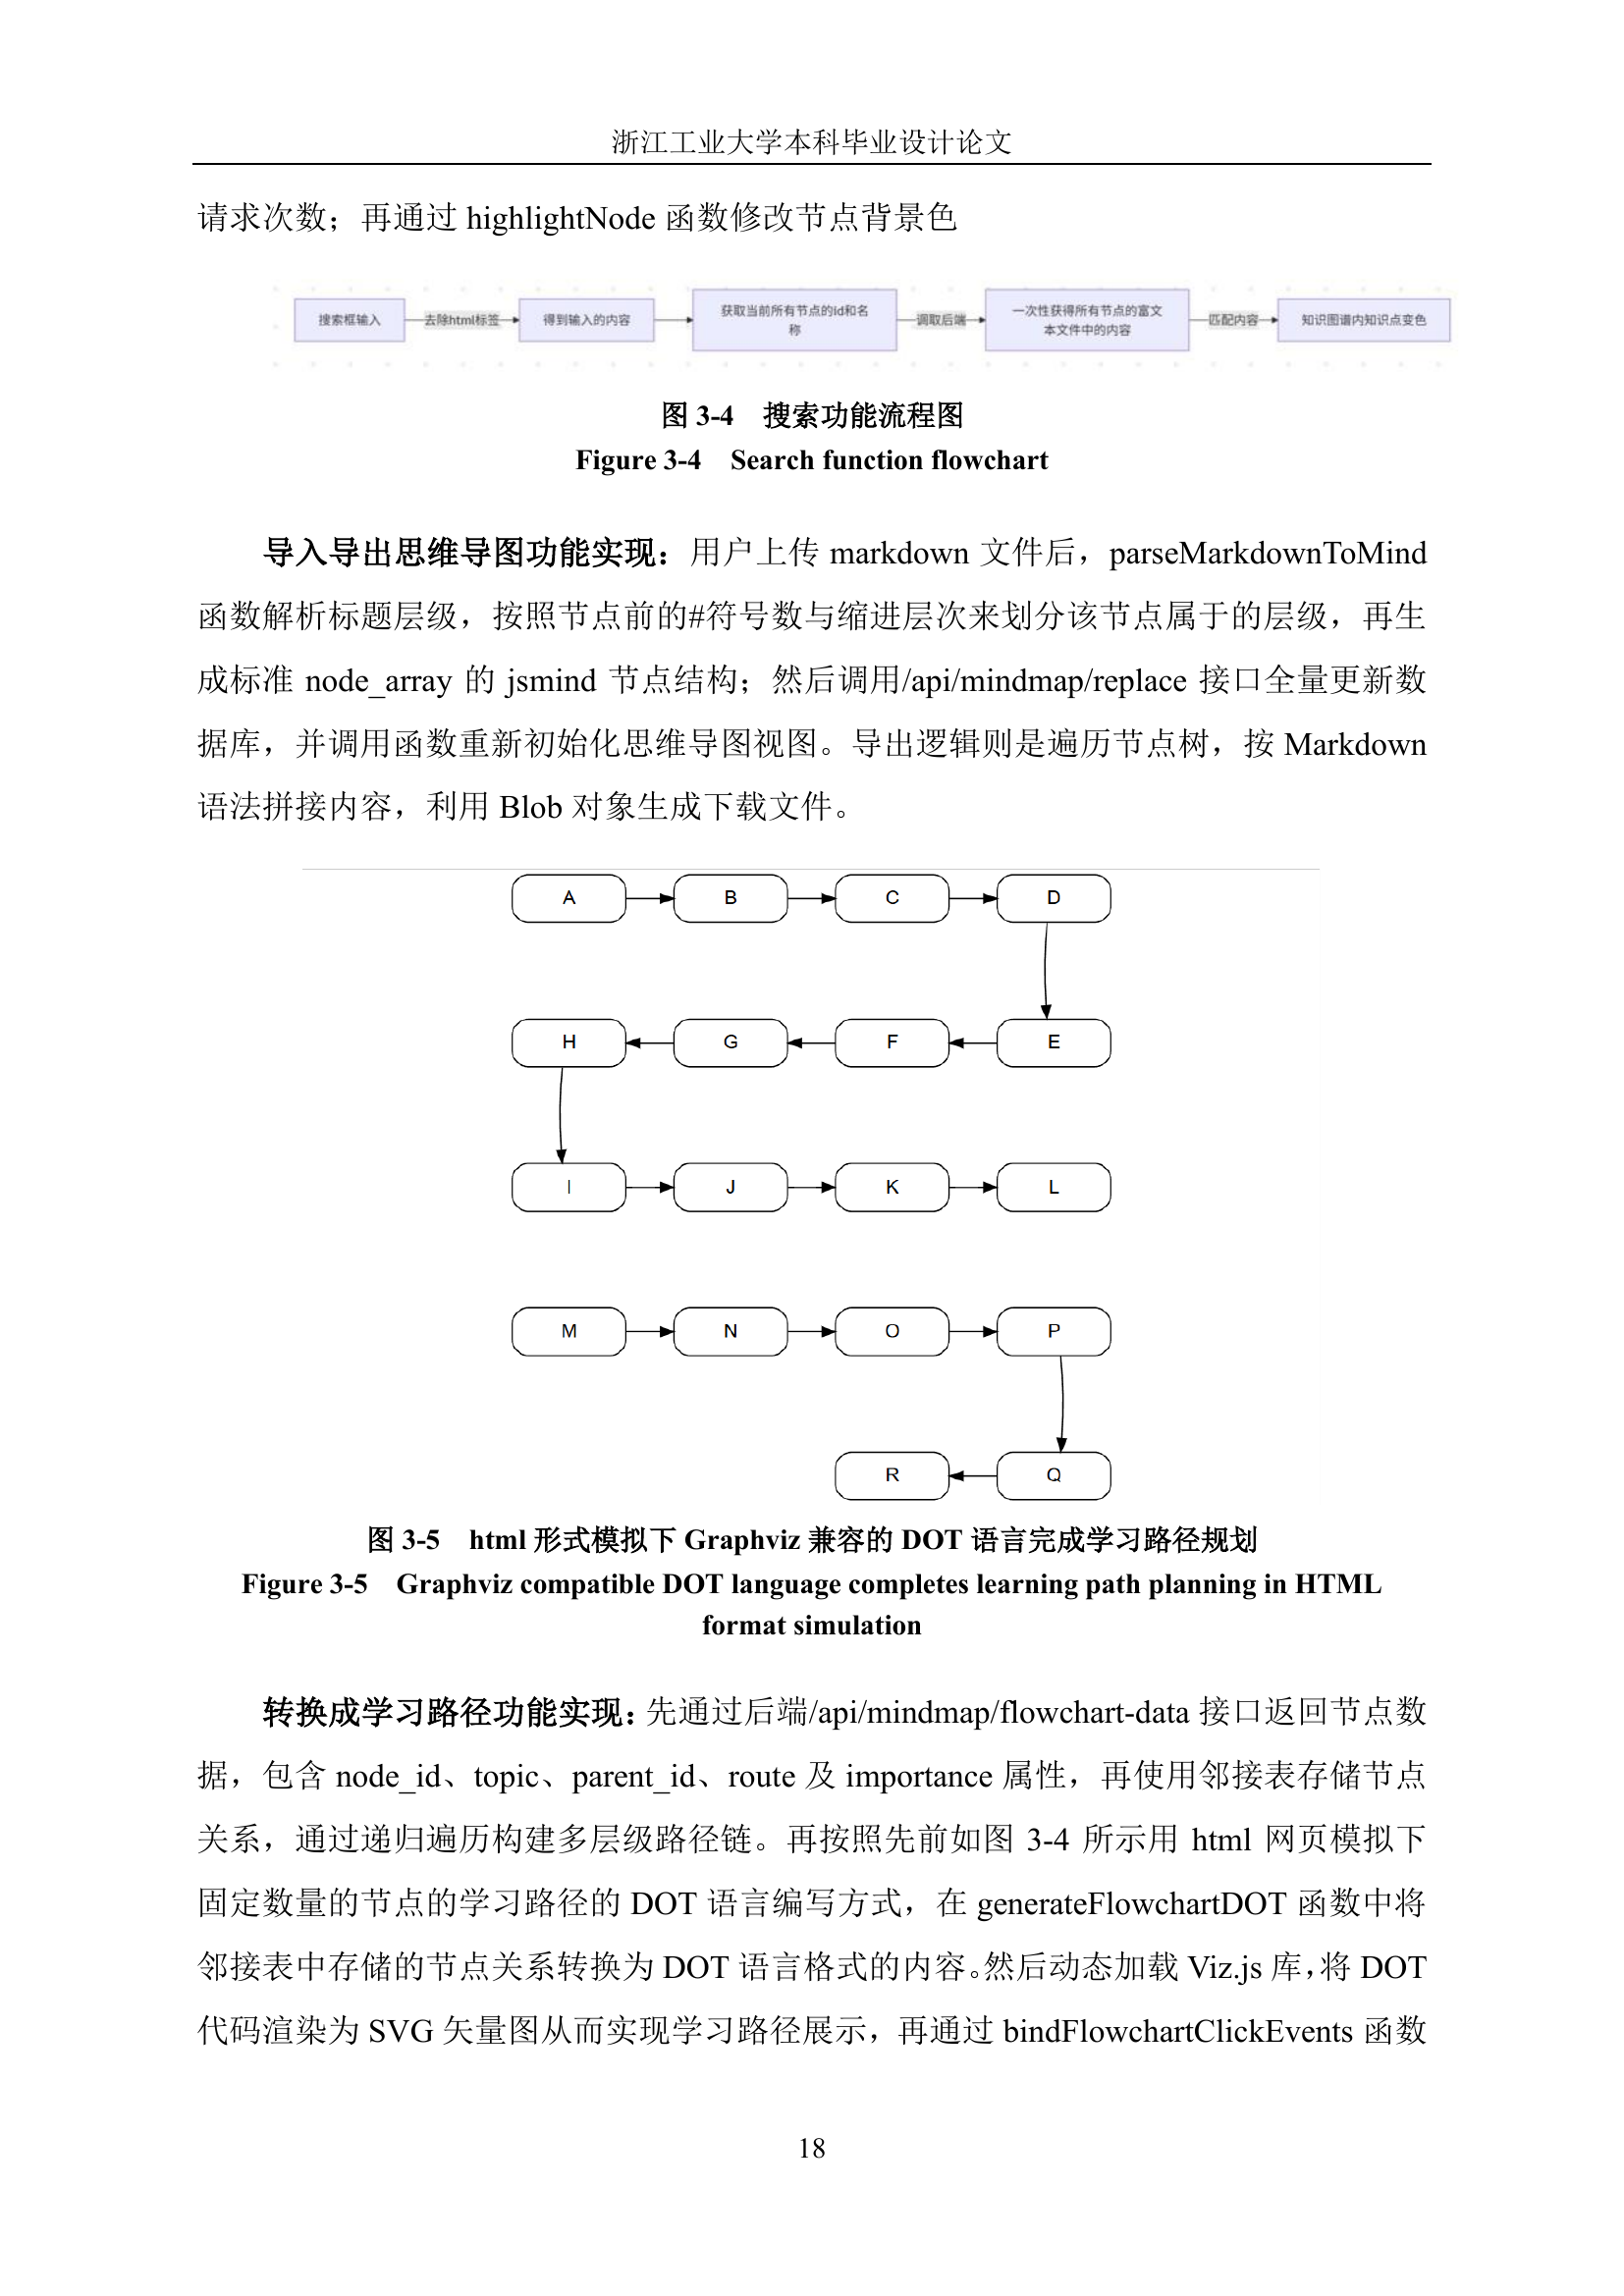 浙江工业大学本科毕业设计论文
请求次数；再通过 highlightNode 函数修改节点背景色
搜索框输入 去除html标签 得到输入的内容 获取当前所有节点的id和名 调取后端 一次性获得所有节点的富文 匹配内容 知识图谱内知识点变色
称 本文件中的内容
图 3-4 搜索功能流程图
Figure 3-4 Search function flowchart
导入导出思维导图功能实现：用户上传 markdown 文件后，parseMarkdownToMind
函数解析标题层级，按照节点前的#符号数与缩进层次来划分该节点属于的层级，再生
成标准 node_array 的 jsmind 节点结构；然后调用/api/mindmap/replace 接口全量更新数
据库，并调用函数重新初始化思维导图视图。导出逻辑则是遍历节点树，按 Markdown
语法拼接内容，利用 Blob 对象生成下载文件。
A B C D
H G F E
I J K L
M N O P
R Q
图 3-5 html 形式模拟下 Graphviz 兼容的 DOT 语言完成学习路径规划
Figure 3-5 Graphviz compatible DOT language completes learning path planning in HTML
format simulation
转换成学习路径功能实现：先通过后端/api/mindmap/flowchart-data 接口返回节点数
据，包含 node_id、topic、parent_id、route 及 importance 属性，再使用邻接表存储节点
关系，通过递归遍历构建多层级路径链。再按照先前如图 3-4 所示用 html 网页模拟下
固定数量的节点的学习路径的 DOT 语言编写方式，在 generateFlowchartDOT 函数中将
邻接表中存储的节点关系转换为 DOT 语言格式的内容。然后动态加载 Viz.js 库，将 DOT
代码渲染为 SVG 矢量图从而实现学习路径展示，再通过 bindFlowchartClickEvents 函数
18